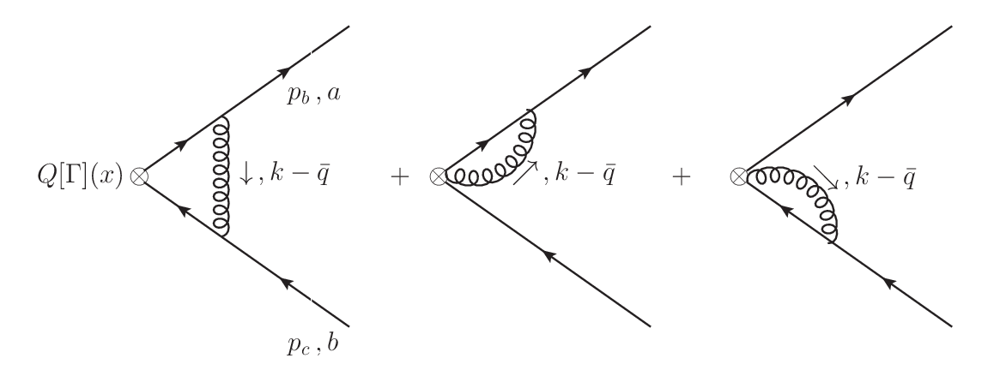 p_b , a
Q[Γ](x) ⊗ ↓, k − q̄ + ⊗ ↗, k − q̄ + ⊗ ↘, k − q̄
p_c , b